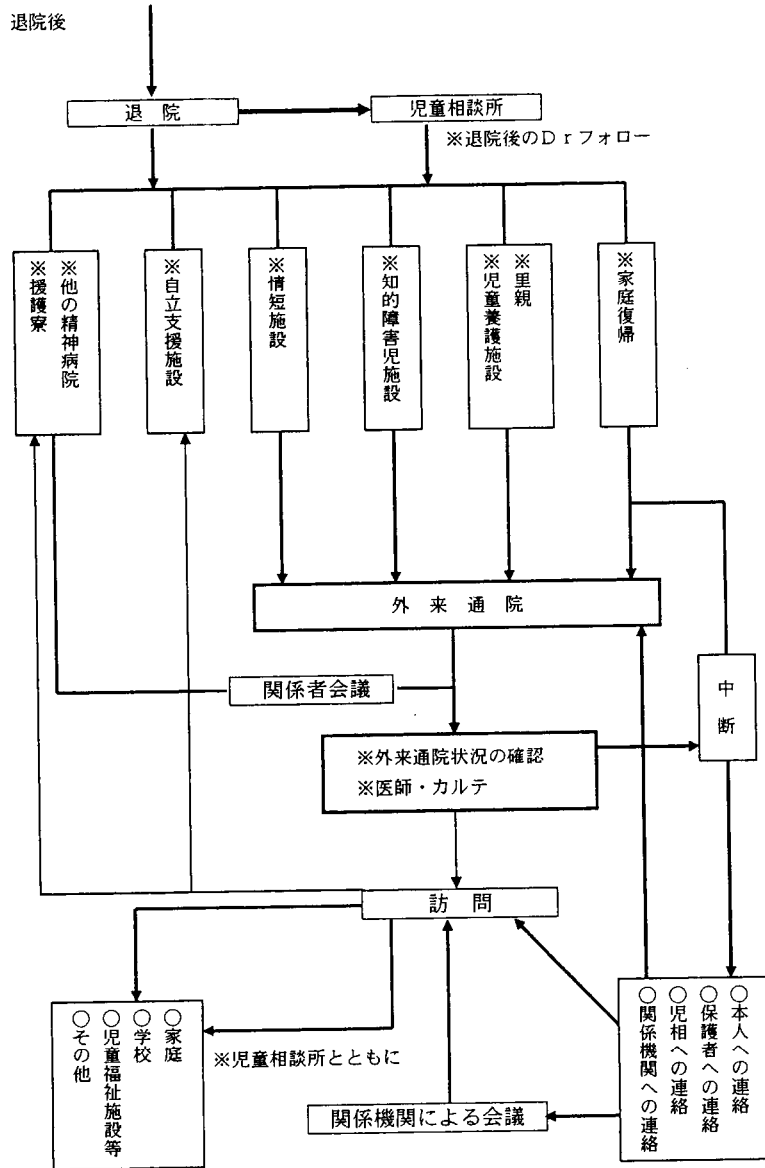 退院後
退院
児童相談所
※退院後のDrフォロー
※他の精神病院
※援護寮
※自立支援施設
※情短施設
※知的障害児施設
※里親
※児童養護施設
※家庭復帰
外来通院
関係者会議
中断
※外来通院状況の確認
※医師・カルテ
訪問
○家庭
○学校
○児童福祉施設等
○その他
※児童相談所とともに
関係機関による会議
○本人への連絡
○保護者への連絡
○児相への連絡
○関係機関への連絡